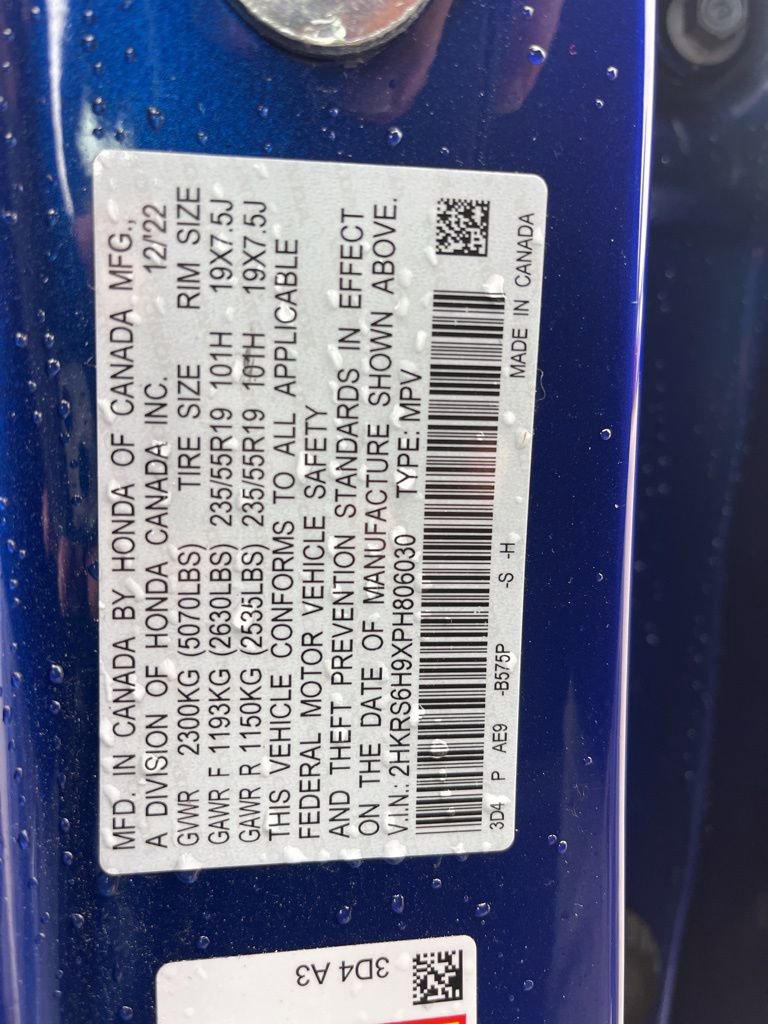 MFD. IN CANADA BY HONDA OF CANADA MFG.,
A DIVISION OF HONDA CANADA INC. 12/'22
GVWR 2300KG (5070LBS) TIRE SIZE RIM SIZE
GAWR F 1193KG (2630LBS) 235/55R19 101H 19X7.5J
GAWR R 1150KG (2535LBS) 235/55R19 101H 19X7.5J
THIS VEHICLE CONFORMS TO ALL APPLICABLE
FEDERAL MOTOR VEHICLE SAFETY
AND THEFT PREVENTION STANDARDS IN EFFECT
ON THE DATE OF MANUFACTURE SHOWN ABOVE.
V.I.N.: 2HKRS6H9XPH806030 TYPE: MPV
3D4 P AE9 -B575P -S -H MADE IN CANADA
3D4 A3